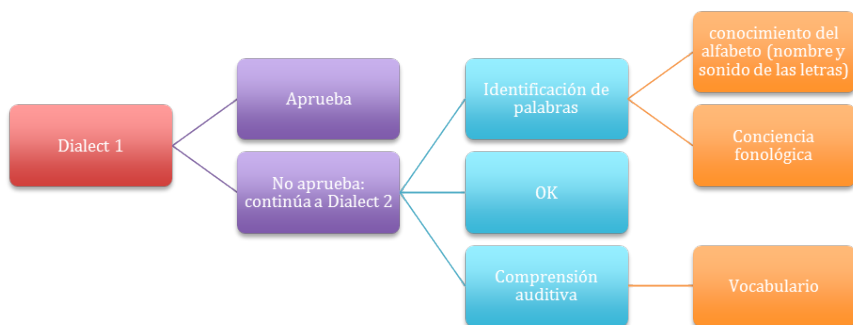 Dialect 1
Aprueba
No aprueba:
continúa a Dialect 2
Identificación de
palabras
OK
Comprensión
auditiva
conocimiento del
alfabeto (nombre y
sonido de las letras)
Conciencia
fonológica
Vocabulario